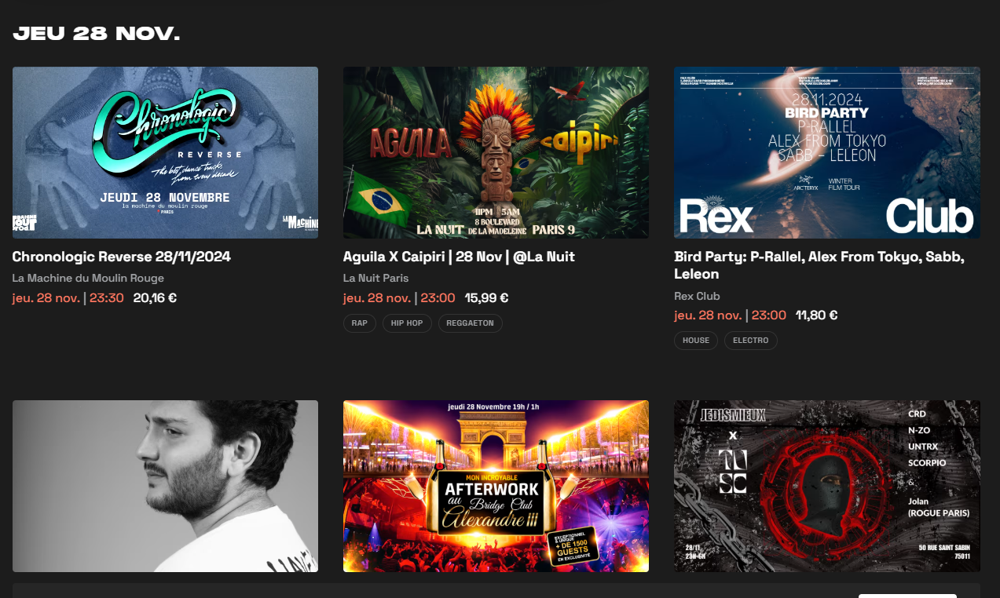 JEU 28 NOV.
Chronologic
REVERSE
The best dance tracks
from every decade
JEUDI 28 NOVEMBRE
la machine du moulin rouge
PARIS
La Machine
Chronologic Reverse 28/11/2024
La Machine du Moulin Rouge
jeu. 28 nov. | 23:30 20,16 €
AGUILA
caipiri
11PM 5AM
8 BOULEVARD
LA NUIT DE LA MADELEINE PARIS 9
Aguila X Caipiri | 28 Nov | @La Nuit
La Nuit Paris
jeu. 28 nov. | 23:00 15,99 €
RAP HIP HOP REGGAETON
REX CLUB
28.11.2024
BIRD PARTY
P-RALLEL
ALEX FROM TOKYO
SABB - LELEON
ARC'TERYX
WINTER
FILM TOUR
Rex Club
Bird Party: P-Rallel, Alex From Tokyo, Sabb,
Leleon
Rex Club
jeu. 28 nov. | 23:00 11,80 €
HOUSE ELECTRO
jeudi 28 Novembre 19h / 1h
MON INCROYABLE
AFTERWORK
au Bridge Club
Alexandre III
EXCEPTIONNEL
& UNIQUE
+ DE 1500
GUESTS
EN EXCLUSIVITÉ
JEDISMIEUX
X
CRD
N-ZO
UNTRX
SCORPIO
&
Jolan
(ROGUE PARIS)
28/11
23H-6H
50 RUE SAINT SABIN
75011